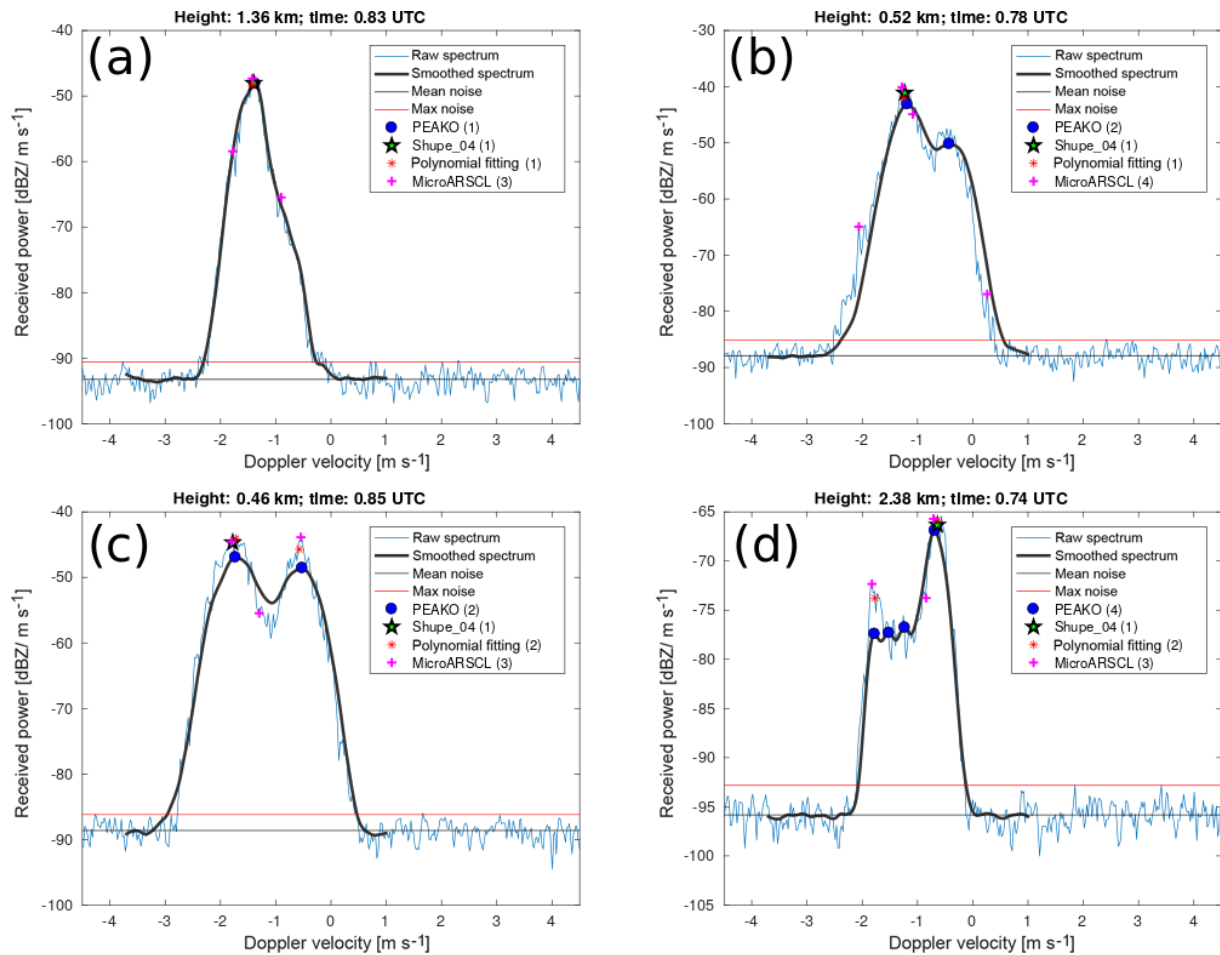 Height: 1.36 km; time: 0.83 UTC
(a)
Received power [dBZ/ m s-1]
-40
-50
-60
-70
-80
-90
-100
Raw spectrum
Smoothed spectrum
Mean noise
Max noise
PEAKO (1)
Shupe_04 (1)
Polynomial fitting (1)
MicroARSCL (3)
-4 -3 -2 -1 0 1 2 3 4
Doppler velocity [m s-1]
Height: 0.52 km; time: 0.78 UTC
(b)
Received power [dBZ/ m s-1]
-30
-40
-50
-60
-70
-80
-90
-100
Raw spectrum
Smoothed spectrum
Mean noise
Max noise
PEAKO (2)
Shupe_04 (1)
Polynomial fitting (1)
MicroARSCL (4)
-4 -3 -2 -1 0 1 2 3 4
Doppler velocity [m s-1]
Height: 0.46 km; time: 0.85 UTC
(c)
Received power [dBZ/ m s-1]
-40
-50
-60
-70
-80
-90
-100
Raw spectrum
Smoothed spectrum
Mean noise
Max noise
PEAKO (2)
Shupe_04 (1)
Polynomial fitting (2)
MicroARSCL (3)
-4 -3 -2 -1 0 1 2 3 4
Doppler velocity [m s-1]
Height: 2.38 km; time: 0.74 UTC
(d)
Received power [dBZ/ m s-1]
-65
-70
-75
-80
-85
-90
-95
-100
-105
Raw spectrum
Smoothed spectrum
Mean noise
Max noise
PEAKO (4)
Shupe_04 (1)
Polynomial fitting (2)
MicroARSCL (3)
-4 -3 -2 -1 0 1 2 3 4
Doppler velocity [m s-1]